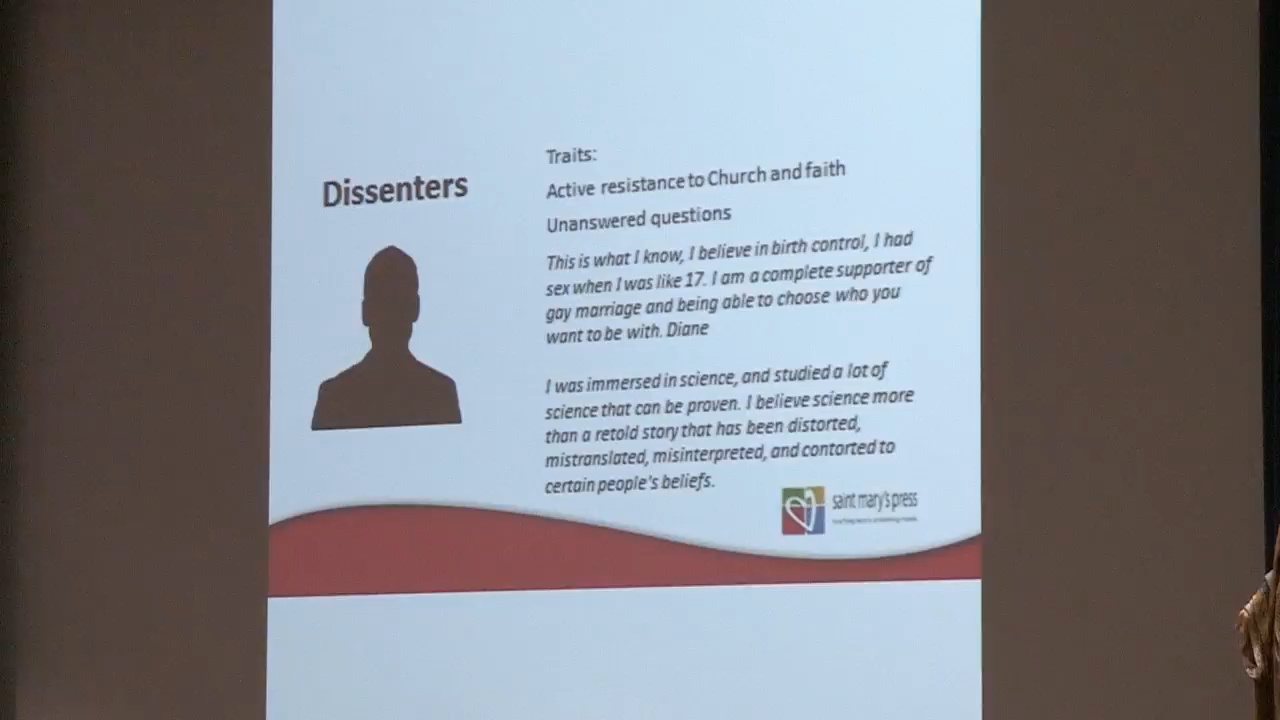 Dissenters
Traits:
Active resistance to Church and faith
Unanswered questions
This is what I know, I believe in birth control, I had
sex when I was like 17. I am a complete supporter of
gay marriage and being able to choose who you
want to be with. Diane
I was immersed in science, and studied a lot of
science that can be proven. I believe science more
than a retold story that has been distorted,
mistranslated, misinterpreted, and contorted to
certain people's beliefs.
saint mary's press